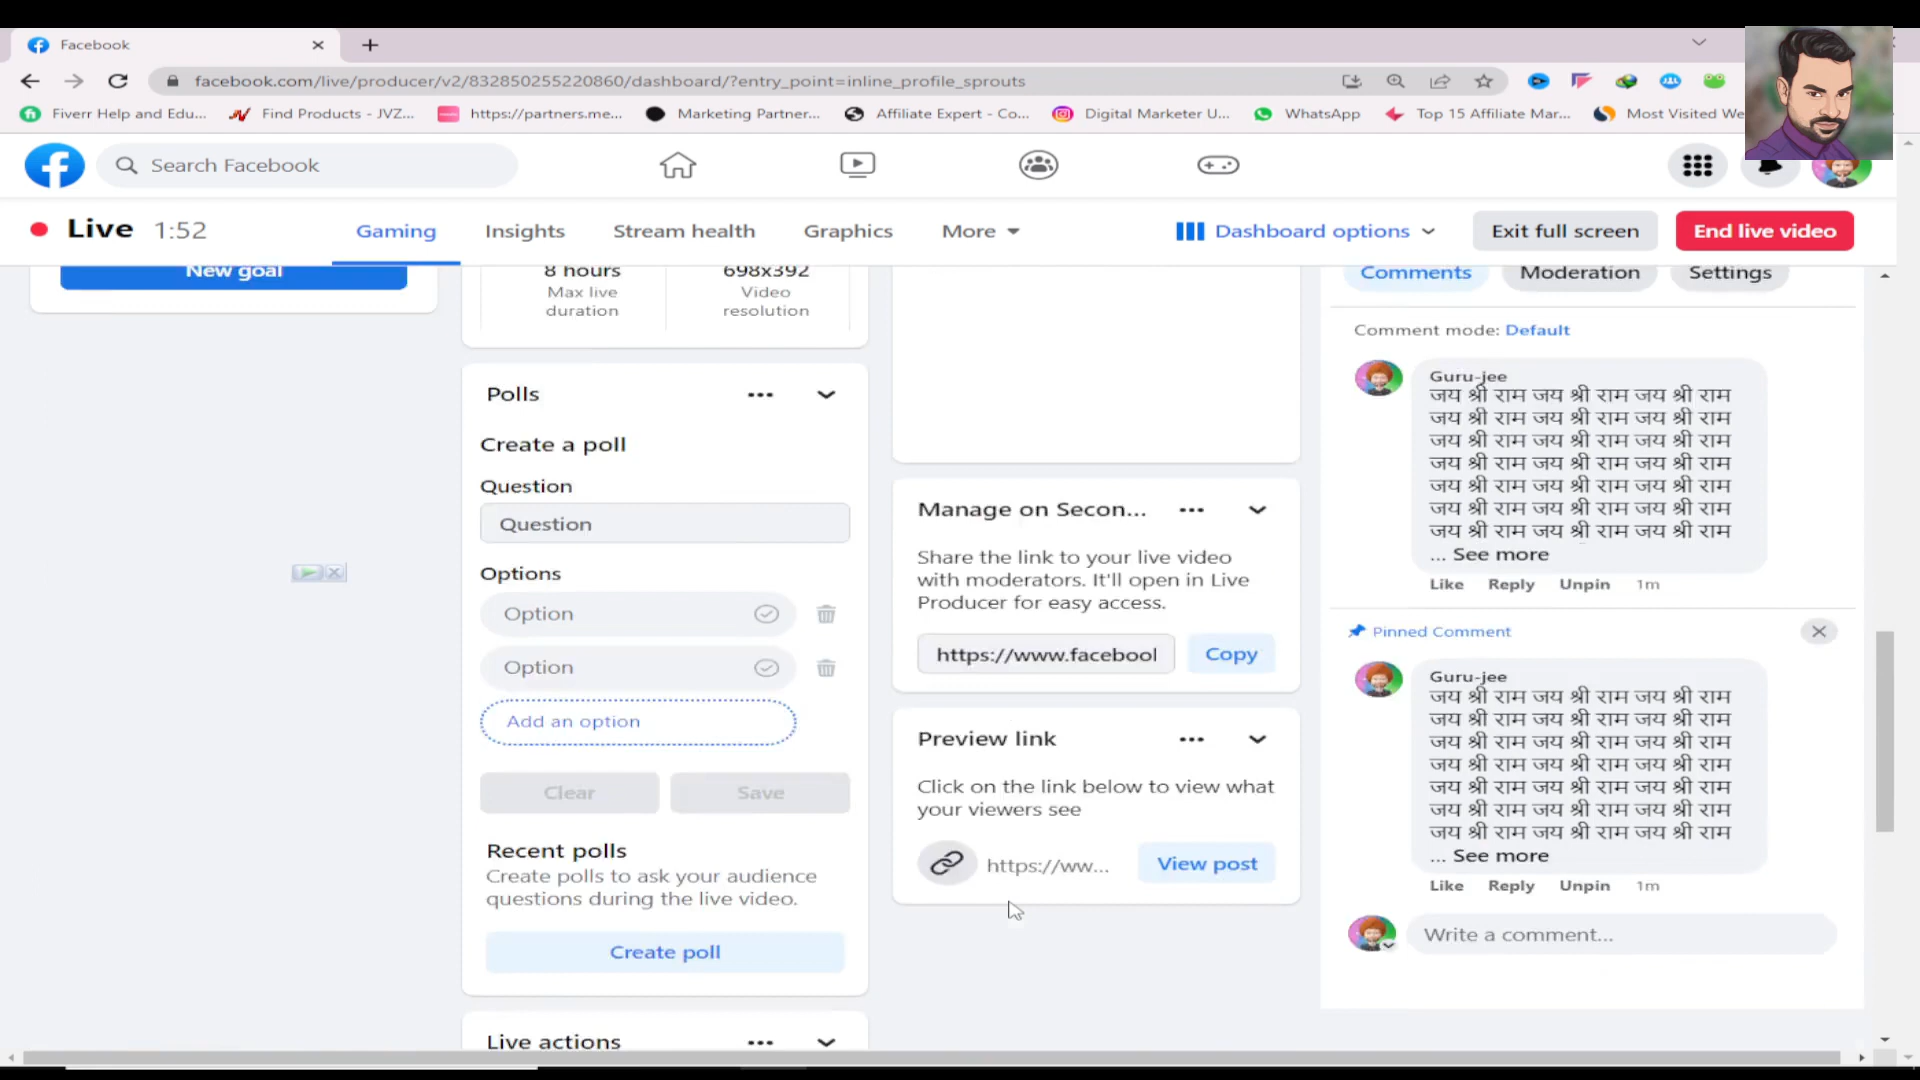 Facebook
facebook.com/live/producer/v2/832850255220860/dashboard/?entry_point=inline_profile_sprouts
Fiverr Help and Edu...
Find Products - JVZ...
https://partners.me...
Marketing Partner...
Affiliate Expert - Co...
Digital Marketer U...
WhatsApp
Top 15 Affiliate Mar...
Most Visited We
Search Facebook
Live 1:52
Gaming
Insights
Stream health
Graphics
More
Dashboard options
Exit full screen
End live video
New goal
8 hours
Max live
duration
698x392
Video
resolution
Polls
Create a poll
Question
Question
Options
Option
Option
Add an option
Clear
Save
Recent polls
Create polls to ask your audience
questions during the live video.
Create poll
Live actions
Manage on Secon...
Share the link to your live video
with moderators. It'll open in Live
Producer for easy access.
https://www.facebool
Copy
Preview link
Click on the link below to view what
your viewers see
https://ww...
View post
Comments
Moderation
Settings
Comment mode: Default
Guru-jee
जय श्री राम जय श्री राम जय श्री राम
जय श्री राम जय श्री राम जय श्री राम
जय श्री राम जय श्री राम जय श्री राम
जय श्री राम जय श्री राम जय श्री राम
जय श्री राम जय श्री राम जय श्री राम
जय श्री राम जय श्री राम जय श्री राम
जय श्री राम जय श्री राम जय श्री राम
... See more
Like Reply Unpin 1m
Pinned Comment
Guru-jee
जय श्री राम जय श्री राम जय श्री राम
जय श्री राम जय श्री राम जय श्री राम
जय श्री राम जय श्री राम जय श्री राम
जय श्री राम जय श्री राम जय श्री राम
जय श्री राम जय श्री राम जय श्री राम
जय श्री राम जय श्री राम जय श्री राम
जय श्री राम जय श्री राम जय श्री राम
... See more
Like Reply Unpin 1m
Write a comment...